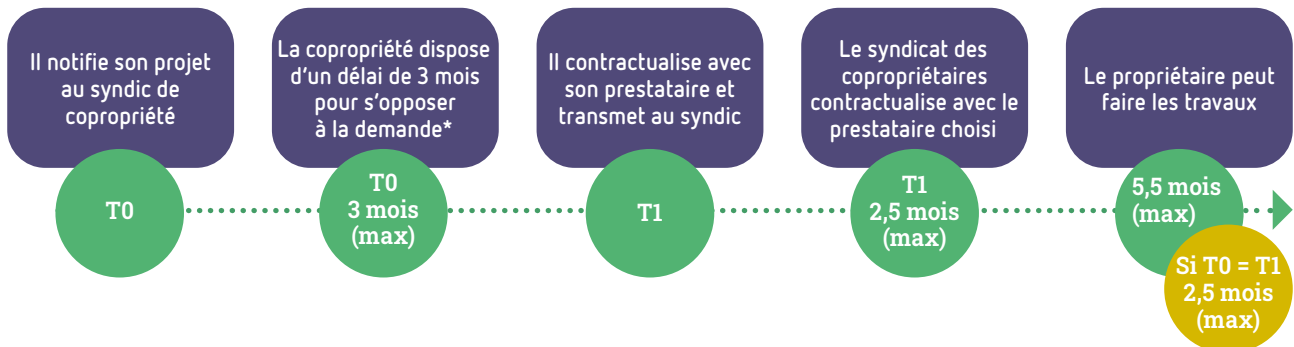 Il notifie son projet
au syndic de
copropriété
La copropriété dispose
d'un délai de 3 mois
pour s'opposer
à la demande*
Il contractualise avec
son prestataire et
transmet au syndic
Le syndicat des
copropriétaires
contractualise avec le
prestataire choisi
Le propriétaire peut
faire les travaux
T0
T0
3 mois
(max)
T1
T1
2,5 mois
(max)
5,5 mois
(max)
Si T0 = T1
2,5 mois
(max)